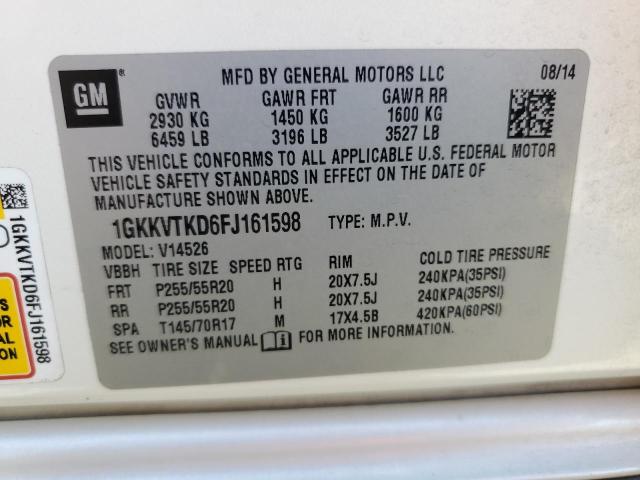 GM
MFD BY GENERAL MOTORS LLC
08/14
GVWR GAWR FRT GAWR RR
2930 KG 1450 KG 1600 KG
6459 LB 3196 LB 3527 LB
THIS VEHICLE CONFORMS TO ALL APPLICABLE U.S. FEDERAL MOTOR
VEHICLE SAFETY STANDARDS IN EFFECT ON THE DATE OF
MANUFACTURE SHOWN ABOVE.
1GKKVTKD6FJ161598 TYPE: M.P.V.
MODEL: V14526
VBBH TIRE SIZE SPEED RTG RIM COLD TIRE PRESSURE
FRT P255/55R20 H 20X7.5J 240KPA(35PSI)
RR P255/55R20 H 20X7.5J 240KPA(35PSI)
SPA T145/70R17 M 17X4.5B 420KPA(60PSI)
SEE OWNER'S MANUAL FOR MORE INFORMATION.
1GKKVTKD6FJ161598